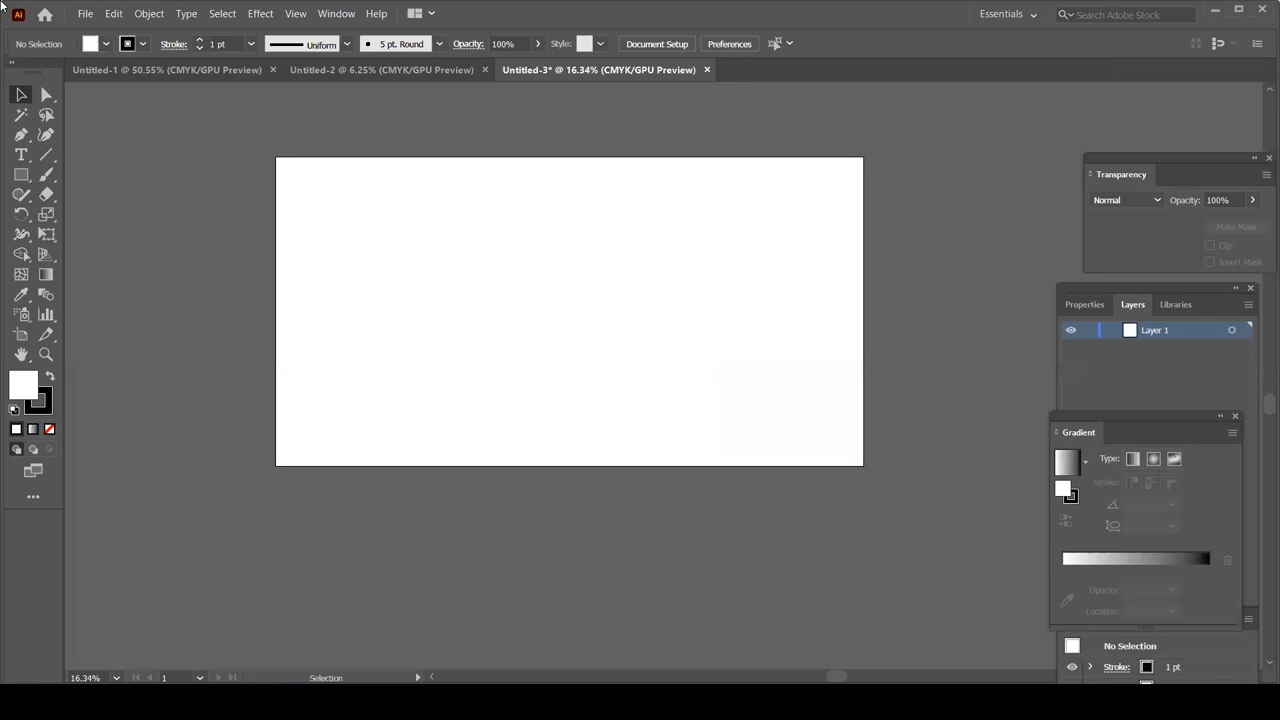 Ai File Edit Object Type Select Effect View Window Help Essentials Search Adobe Stock
No Selection Stroke: 1 pt Uniform 5 pt. Round Opacity: 100% Style: Document Setup Preferences
Untitled-1 @ 50.55% (CMYK/GPU Preview) Untitled-2 @ 6.25% (CMYK/GPU Preview) Untitled-3* @ 16.34% (CMYK/GPU Preview)
Transparency
Normal Opacity: 100%
Make Mask
Clip
Invert Mask
Properties Layers Libraries
Layer 1
Gradient
Type:
Stroke:
Opacity:
Location:
No Selection
Stroke: 1 pt
16.34% 1 Selection